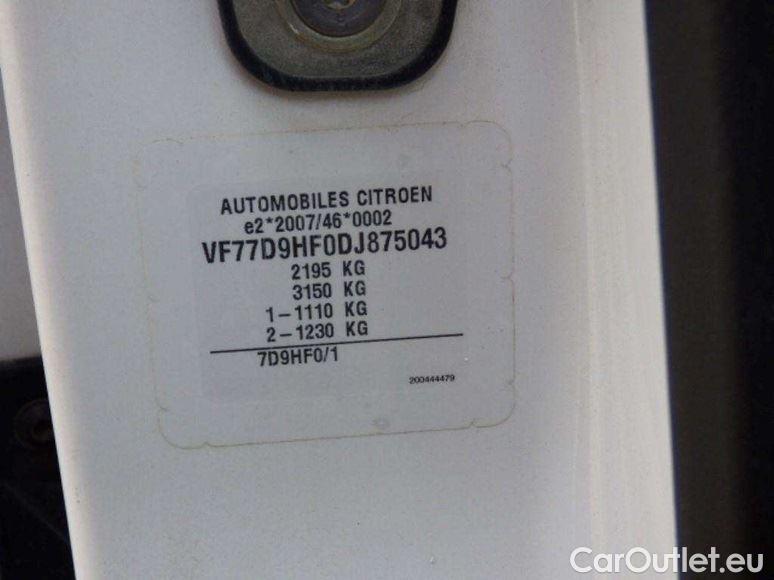 AUTOMOBILES CITROEN
e2*2007/46*0002
VF77D9HF0DJ875043
2195 KG
3150 KG
1-1110 KG
2-1230 KG
7D9HF0/1
200444479
CarOutlet.eu